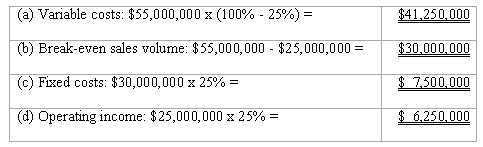 (a) Variable costs: $55,000,000 x (100% - 25%) = $41,250,000
(b) Break-even sales volume: $55,000,000 - $25,000,000 = $30,000,000
(c) Fixed costs: $30,000,000 x 25% = $ 7,500,000
(d) Operating income: $25,000,000 x 25% = $ 6,250,000